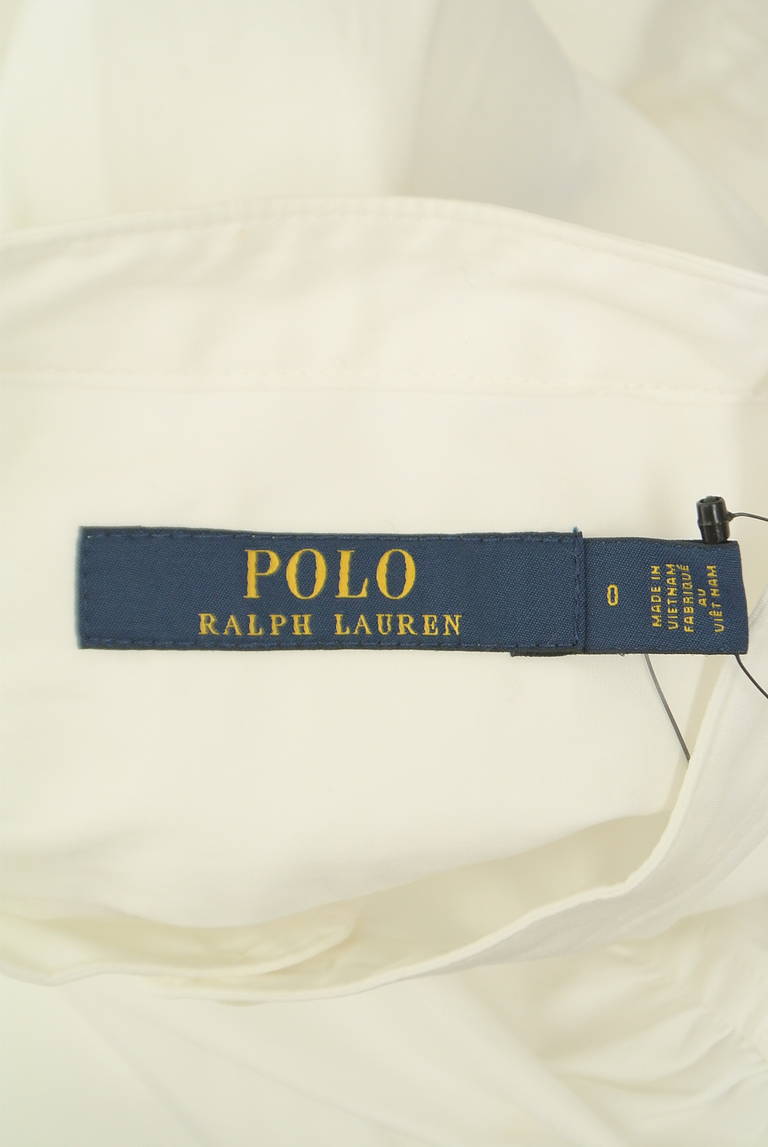 POLO
RALPH LAUREN
0
MADE IN
VIETNAM
FABRIQUÉ
AU
VIÊT NAM